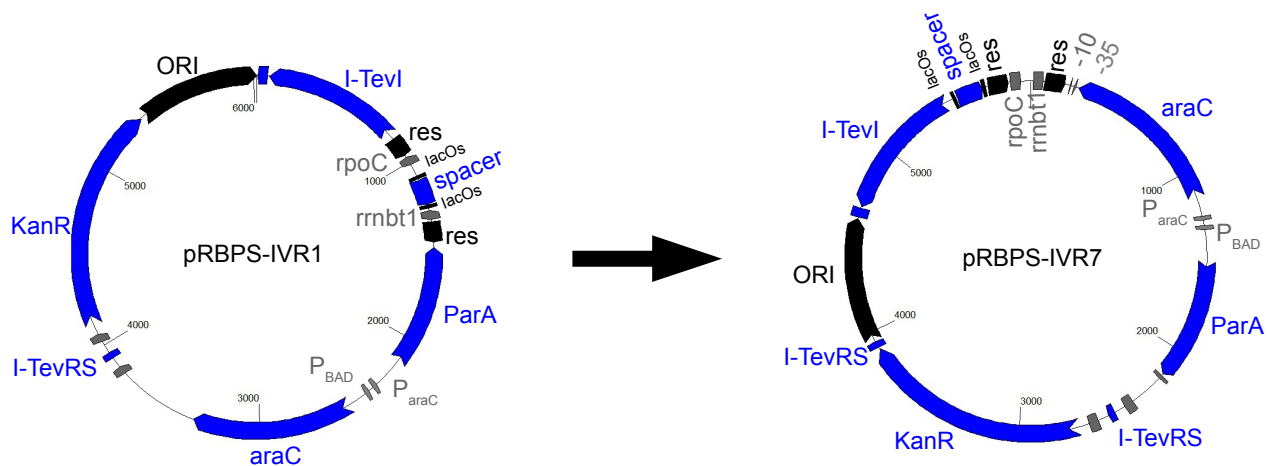 ORI
I-TevI
6000
res
rpoC
lacOs
1000
spacer
lacOs
rrnbt1
res
5000
KanR
pRBPS-IVR1
ParA
2000
4000
I-TevRS
PBAD
ParaC
3000
araC
lacOs
spacer
lacOs
res
rpoC
rrnbt1
res
-10
-35
araC
I-TevI
5000
1000
ParaC
PBAD
ORI
pRBPS-IVR7
ParA
4000
2000
I-TevRS
3000
KanR
I-TevRS